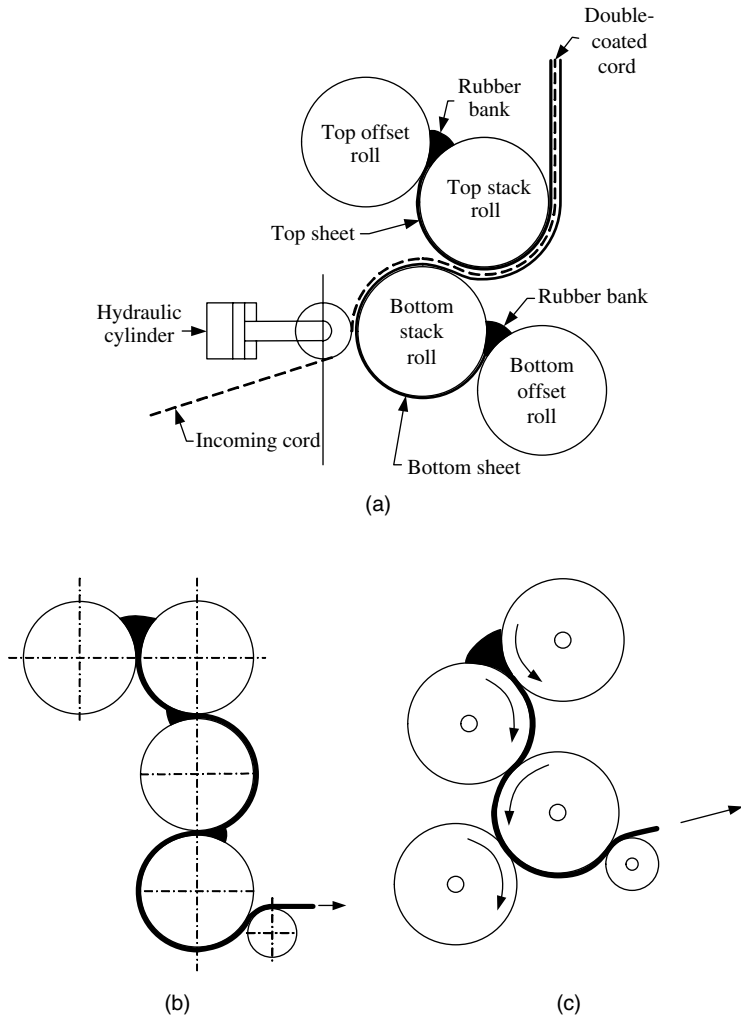 Double-
coated
cord
Rubber
bank
Top offset
roll
Top stack
roll
Top sheet
Hydraulic
cylinder
Bottom
stack
roll
Rubber bank
Bottom
offset
roll
Incoming cord
Bottom sheet
(a)
(b)
(c)